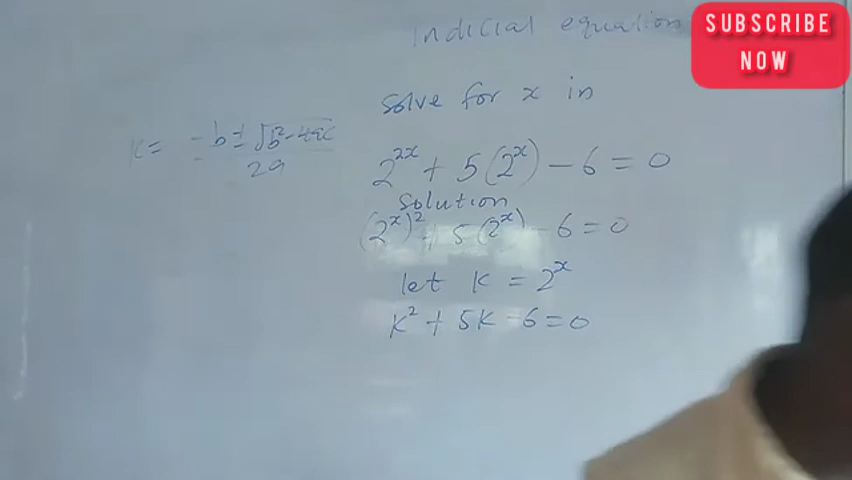 Indicial equation
SUBSCRIBE
NOW
solve for x in
K = -b ± √b² - 4ac
2a
2^2x + 5(2^x) - 6 = 0
Solution
(2^x)² + 5(2^x) - 6 = 0
let K = 2^x
K² + 5K - 6 = 0